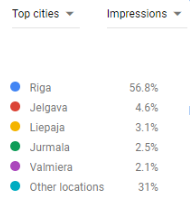 Top cities Impressions
Riga 56.8%
Jelgava 4.6%
Liepaja 3.1%
Jurmala 2.5%
Valmiera 2.1%
Other locations 31%